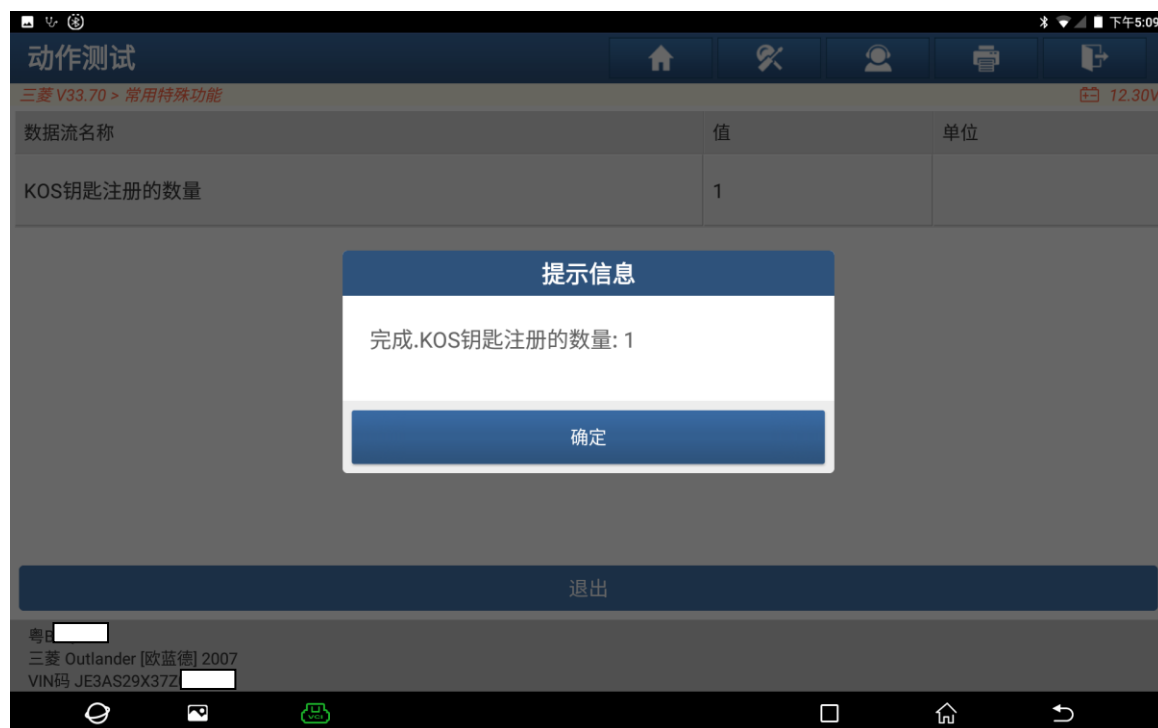 下午5:09
动作测试
三菱 V33.70 > 常用特殊功能
12.30V
数据流名称 值 单位
KOS钥匙注册的数量 1
提示信息
完成.KOS钥匙注册的数量: 1
确定
退出
粤B
三菱 Outlander [欧蓝德] 2007
VIN码 JE3AS29X37Z
VCI